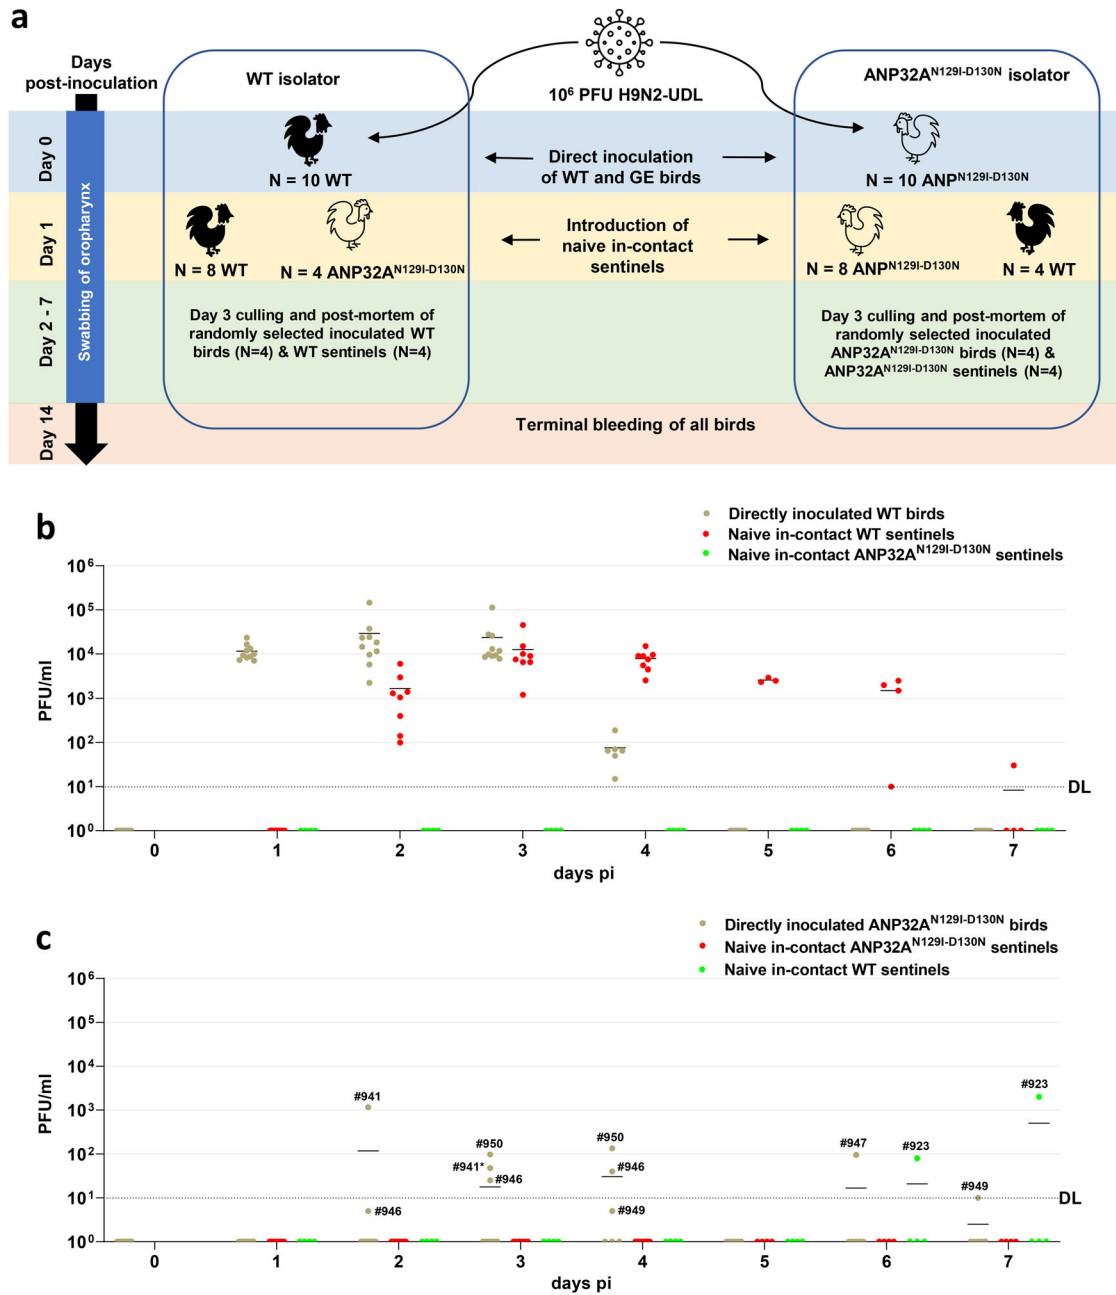 a
Days
post-inoculation
WT isolator
10⁶ PFU H9N2-UDL
ANP32A^N129I-D130N isolator
Day 0
Day 1
Day 2 - 7
Day 14
Swabbing of oropharynx
N = 10 WT
Direct inoculation
of WT and GE birds
N = 10 ANP^N129I-D130N
N = 8 WT
N = 4 ANP32A^N129I-D130N
Introduction of
naive in-contact
sentinels
N = 8 ANP^N129I-D130N
N = 4 WT
Day 3 culling and post-mortem of
randomly selected inoculated WT
birds (N=4) & WT sentinels (N=4)
Day 3 culling and post-mortem of
randomly selected inoculated
ANP32A^N129I-D130N birds (N=4) &
ANP32A^N129I-D130N sentinels (N=4)
Terminal bleeding of all birds
b
Directly inoculated WT birds
Naive in-contact WT sentinels
Naive in-contact ANP32A^N129I-D130N sentinels
PFU/ml
10⁶
10⁵
10⁴
10³
10²
10¹
10⁰
DL
0 1 2 3 4 5 6 7
days pi
c
Directly inoculated ANP32A^N129I-D130N birds
Naive in-contact ANP32A^N129I-D130N sentinels
Naive in-contact WT sentinels
PFU/ml
10⁶
10⁵
10⁴
10³
10²
10¹
10⁰
#941
#946
#950
#941*
#946
#950
#946
#949
#947
#923
#949
#923
DL
0 1 2 3 4 5 6 7
days pi